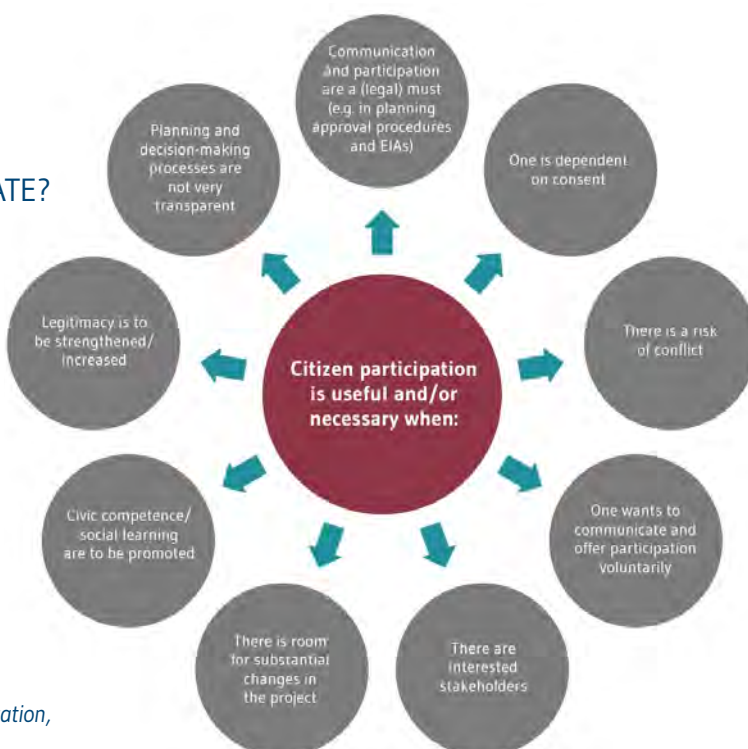 Communication
and participation
are a (legal) must
(e.g. in planning
approval procedures
and EIAs)
One is dependent
on consent
There is a risk
of conflict
One wants to
communicate and
offer participation
voluntarily
There are
interested
stakeholders
There is room
for substantial
changes in
the project
Civic competence/
social learning
are to be promoted
Legitimacy is to
be strengthened/
increased
Planning and
decision-making
processes are
not very
transparent
Citizen participation
is useful and/or
necessary when:
ATE?
ation,